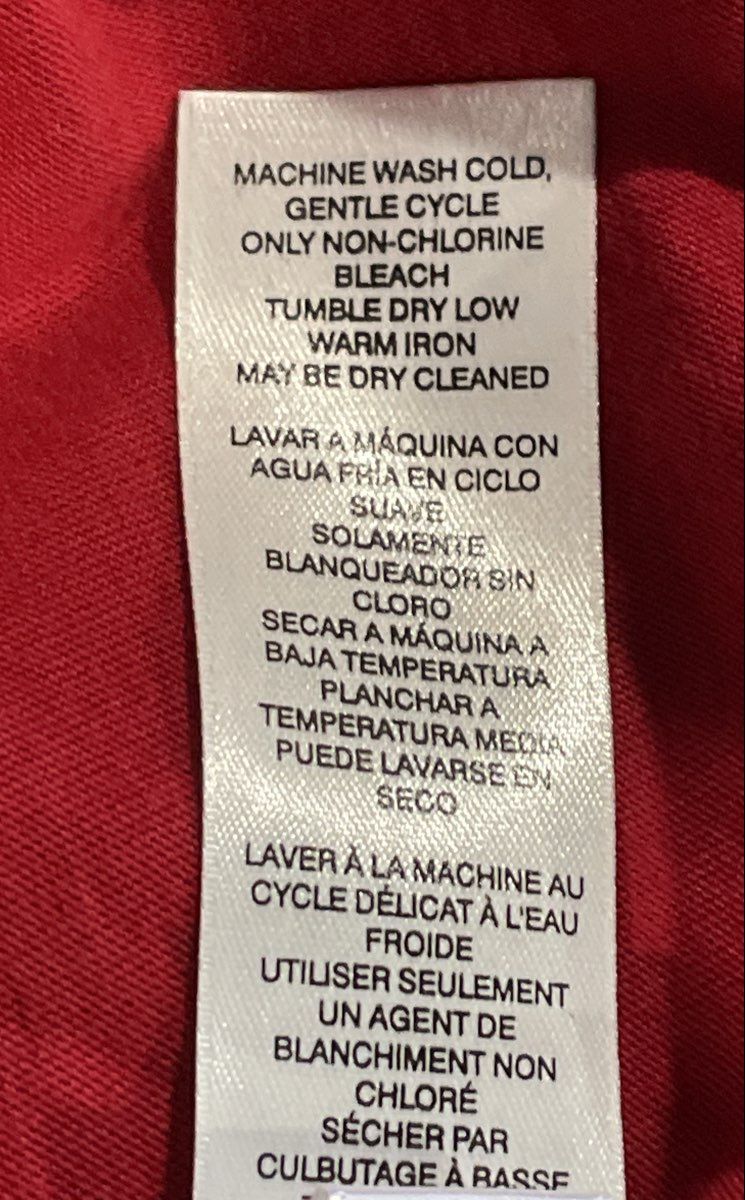 MACHINE WASH COLD,
GENTLE CYCLE
ONLY NON-CHLORINE
BLEACH
TUMBLE DRY LOW
WARM IRON
MAY BE DRY CLEANED
LAVAR A MÁQUINA CON
AGUA FRÍA EN CICLO
SUAVE
SOLAMENTE
BLANQUEADOR SIN
CLORO
SECAR A MÁQUINA A
BAJA TEMPERATURA
PLANCHAR A
TEMPERATURA MEDIA
PUEDE LAVARSE EN
SECO
LAVER À LA MACHINE AU
CYCLE DÉLICAT À L'EAU
FROIDE
UTILISER SEULEMENT
UN AGENT DE
BLANCHIMENT NON
CHLORÉ
SÉCHER PAR
CULBUTAGE À BASSE